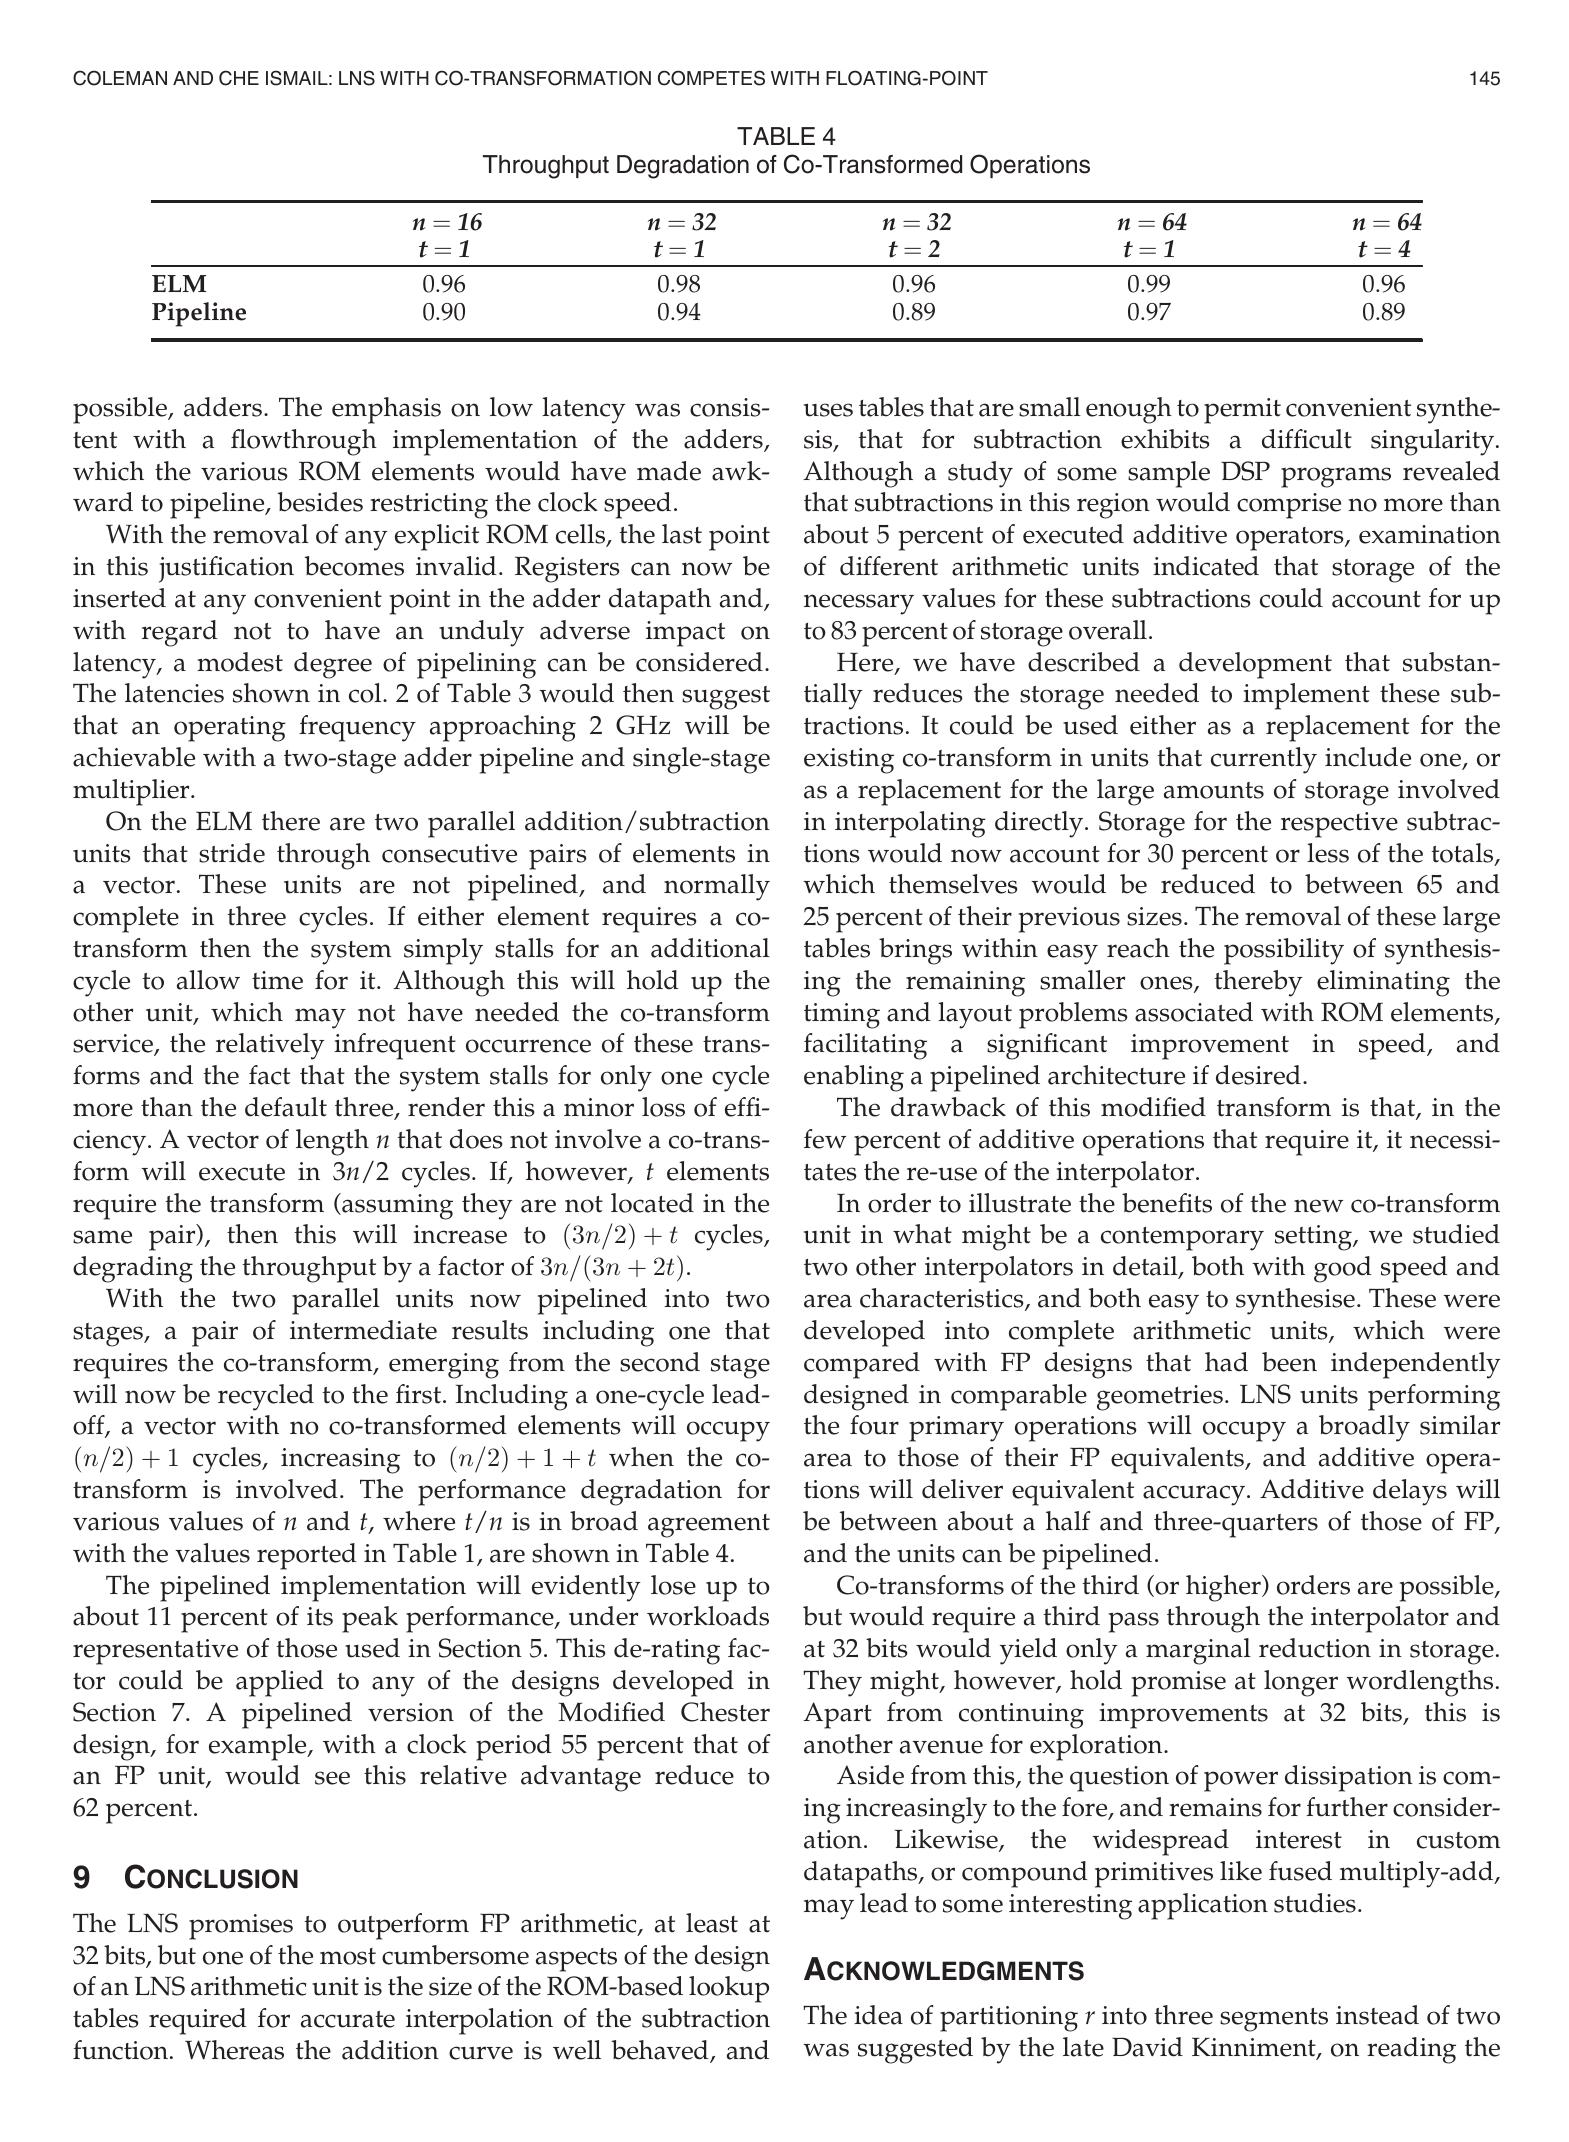 COLEMAN AND CHE ISMAIL: LNS WITH CO-TRANSFORMATION COMPETES WITH FLOATING-POINT 145
TABLE 4
Throughput Degradation of Co-Transformed Operations
n = 16 n = 32 n = 32 n = 64 n = 64
t = 1 t = 1 t = 2 t = 1 t = 4
ELM 0.96 0.98 0.96 0.99 0.96
Pipeline 0.90 0.94 0.89 0.97 0.89
possible, adders. The emphasis on low latency was consis-
tent with a flowthrough implementation of the adders,
which the various ROM elements would have made awk-
ward to pipeline, besides restricting the clock speed.
With the removal of any explicit ROM cells, the last point
in this justification becomes invalid. Registers can now be
inserted at any convenient point in the adder datapath and,
with regard not to have an unduly adverse impact on
latency, a modest degree of pipelining can be considered.
The latencies shown in col. 2 of Table 3 would then suggest
that an operating frequency approaching 2 GHz will be
achievable with a two-stage adder pipeline and single-stage
multiplier.
On the ELM there are two parallel addition/subtraction
units that stride through consecutive pairs of elements in
a vector. These units are not pipelined, and normally
complete in three cycles. If either element requires a co-
transform then the system simply stalls for an additional
cycle to allow time for it. Although this will hold up the
other unit, which may not have needed the co-transform
service, the relatively infrequent occurrence of these trans-
forms and the fact that the system stalls for only one cycle
more than the default three, render this a minor loss of effi-
ciency. A vector of length n that does not involve a co-trans-
form will execute in 3n/2 cycles. If, however, t elements
require the transform (assuming they are not located in the
same pair), then this will increase to (3n/2) + t cycles,
degrading the throughput by a factor of 3n/(3n + 2t).
With the two parallel units now pipelined into two
stages, a pair of intermediate results including one that
requires the co-transform, emerging from the second stage
will now be recycled to the first. Including a one-cycle lead-
off, a vector with no co-transformed elements will occupy
(n/2) + 1 cycles, increasing to (n/2) + 1 + t when the co-
transform is involved. The performance degradation for
various values of n and t, where t/n is in broad agreement
with the values reported in Table 1, are shown in Table 4.
The pipelined implementation will evidently lose up to
about 11 percent of its peak performance, under workloads
representative of those used in Section 5. This de-rating fac-
tor could be applied to any of the designs developed in
Section 7. A pipelined version of the Modified Chester
design, for example, with a clock period 55 percent that of
an FP unit, would see this relative advantage reduce to
62 percent.
9 CONCLUSION
The LNS promises to outperform FP arithmetic, at least at
32 bits, but one of the most cumbersome aspects of the design
of an LNS arithmetic unit is the size of the ROM-based lookup
tables required for accurate interpolation of the subtraction
function. Whereas the addition curve is well behaved, and
uses tables that are small enough to permit convenient synthe-
sis, that for subtraction exhibits a difficult singularity.
Although a study of some sample DSP programs revealed
that subtractions in this region would comprise no more than
about 5 percent of executed additive operators, examination
of different arithmetic units indicated that storage of the
necessary values for these subtractions could account for up
to 83 percent of storage overall.
Here, we have described a development that substan-
tially reduces the storage needed to implement these sub-
tractions. It could be used either as a replacement for the
existing co-transform in units that currently include one, or
as a replacement for the large amounts of storage involved
in interpolating directly. Storage for the respective subtrac-
tions would now account for 30 percent or less of the totals,
which themselves would be reduced to between 65 and
25 percent of their previous sizes. The removal of these large
tables brings within easy reach the possibility of synthesis-
ing the remaining smaller ones, thereby eliminating the
timing and layout problems associated with ROM elements,
facilitating a significant improvement in speed, and
enabling a pipelined architecture if desired.
The drawback of this modified transform is that, in the
few percent of additive operations that require it, it necessi-
tates the re-use of the interpolator.
In order to illustrate the benefits of the new co-transform
unit in what might be a contemporary setting, we studied
two other interpolators in detail, both with good speed and
area characteristics, and both easy to synthesise. These were
developed into complete arithmetic units, which were
compared with FP designs that had been independently
designed in comparable geometries. LNS units performing
the four primary operations will occupy a broadly similar
area to those of their FP equivalents, and additive opera-
tions will deliver equivalent accuracy. Additive delays will
be between about a half and three-quarters of those of FP,
and the units can be pipelined.
Co-transforms of the third (or higher) orders are possible,
but would require a third pass through the interpolator and
at 32 bits would yield only a marginal reduction in storage.
They might, however, hold promise at longer wordlengths.
Apart from continuing improvements at 32 bits, this is
another avenue for exploration.
Aside from this, the question of power dissipation is com-
ing increasingly to the fore, and remains for further consider-
ation. Likewise, the widespread interest in custom
datapaths, or compound primitives like fused multiply-add,
may lead to some interesting application studies.
ACKNOWLEDGMENTS
The idea of partitioning r into three segments instead of two
was suggested by the late David Kinniment, on reading the